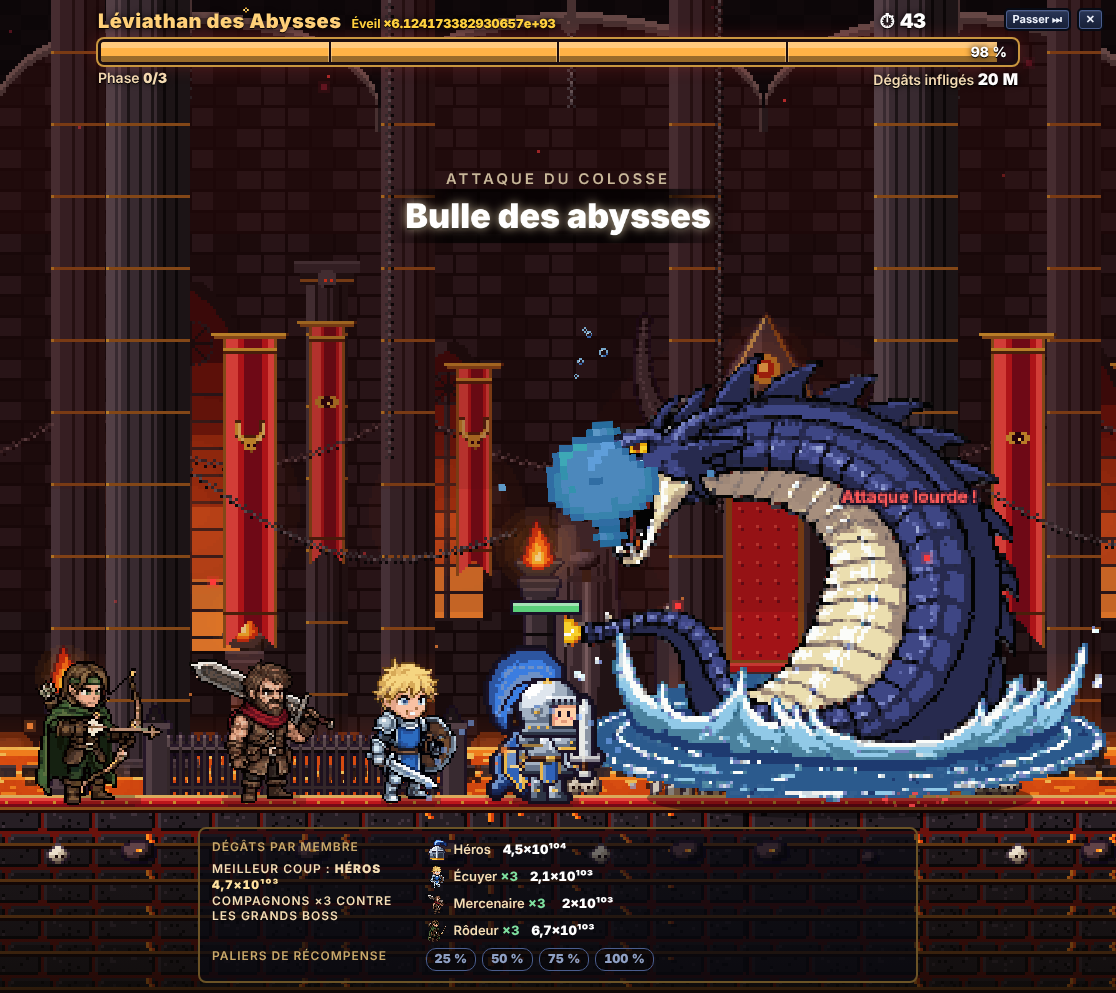 Léviathan des Abysses Éveil ×6.124173382930657e+93
⏱ 43
Passer ⏭ ✕
98 %
Phase 0/3
Dégâts infligés 20 M
ATTAQUE DU COLOSSE
Bulle des abysses
Attaque lourde !
DÉGÂTS PAR MEMBRE
MEILLEUR COUP : HÉROS
4,7×10¹⁰³
COMPAGNONS ×3 CONTRE
LES GRANDS BOSS
Héros 4,5×10¹⁰⁴
Écuyer ×3 2,1×10¹⁰³
Mercenaire ×3 2×10¹⁰³
Rôdeur ×3 6,7×10¹⁰³
PALIERS DE RÉCOMPENSE
25 % 50 % 75 % 100 %